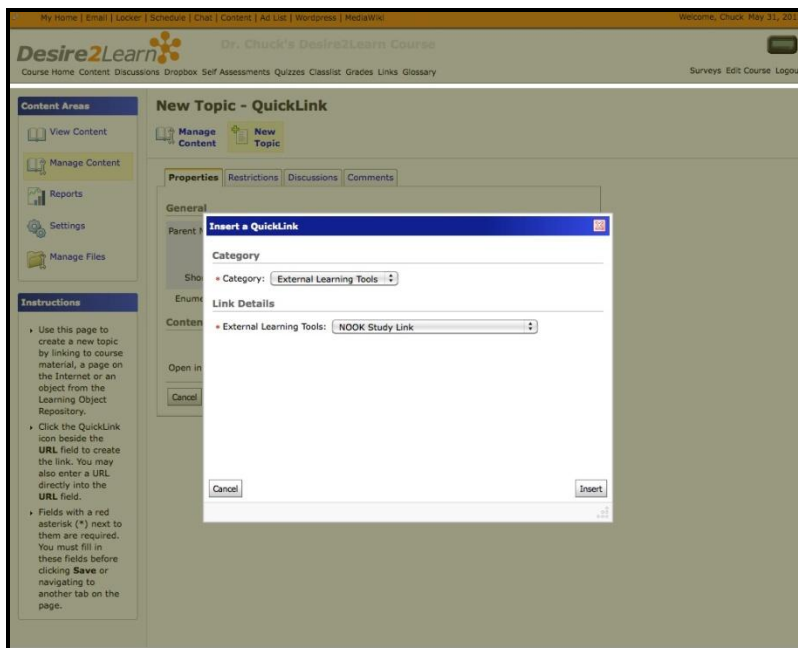 My Home | Email | Locker | Schedule | Chat | Content | Ad List | Wordpress | MediaWiki
Welcome, Chuck May 31, 201
Desire2Learn
Dr. Chuck's Desire2Learn Course
Course Home Content Discussions Dropbox Self Assessments Quizzes Classlist Grades Links Glossary
Surveys Edit Course Logou
Content Areas
View Content
Manage Content
Reports
Settings
Manage Files
Instructions
Use this page to
create a new topic
by linking to course
material, a page on
the Internet or an
object from the
Learning Object
Repository.
Click the QuickLink
icon beside the
URL field to create
the link. You may
also enter a URL
directly into the
URL field.
Fields with a red
asterisk (*) next to
them are required.
You must fill in
these fields before
clicking Save or
navigating to
another tab on the
page.
New Topic - QuickLink
Manage
Content
New
Topic
Properties Restrictions Discussions Comments
General
Parent
Sho
Enume
Conten
Open in
Cancel
Insert a QuickLink
Category
* Category: External Learning Tools
Link Details
* External Learning Tools: NOOK Study Link
Cancel
Insert